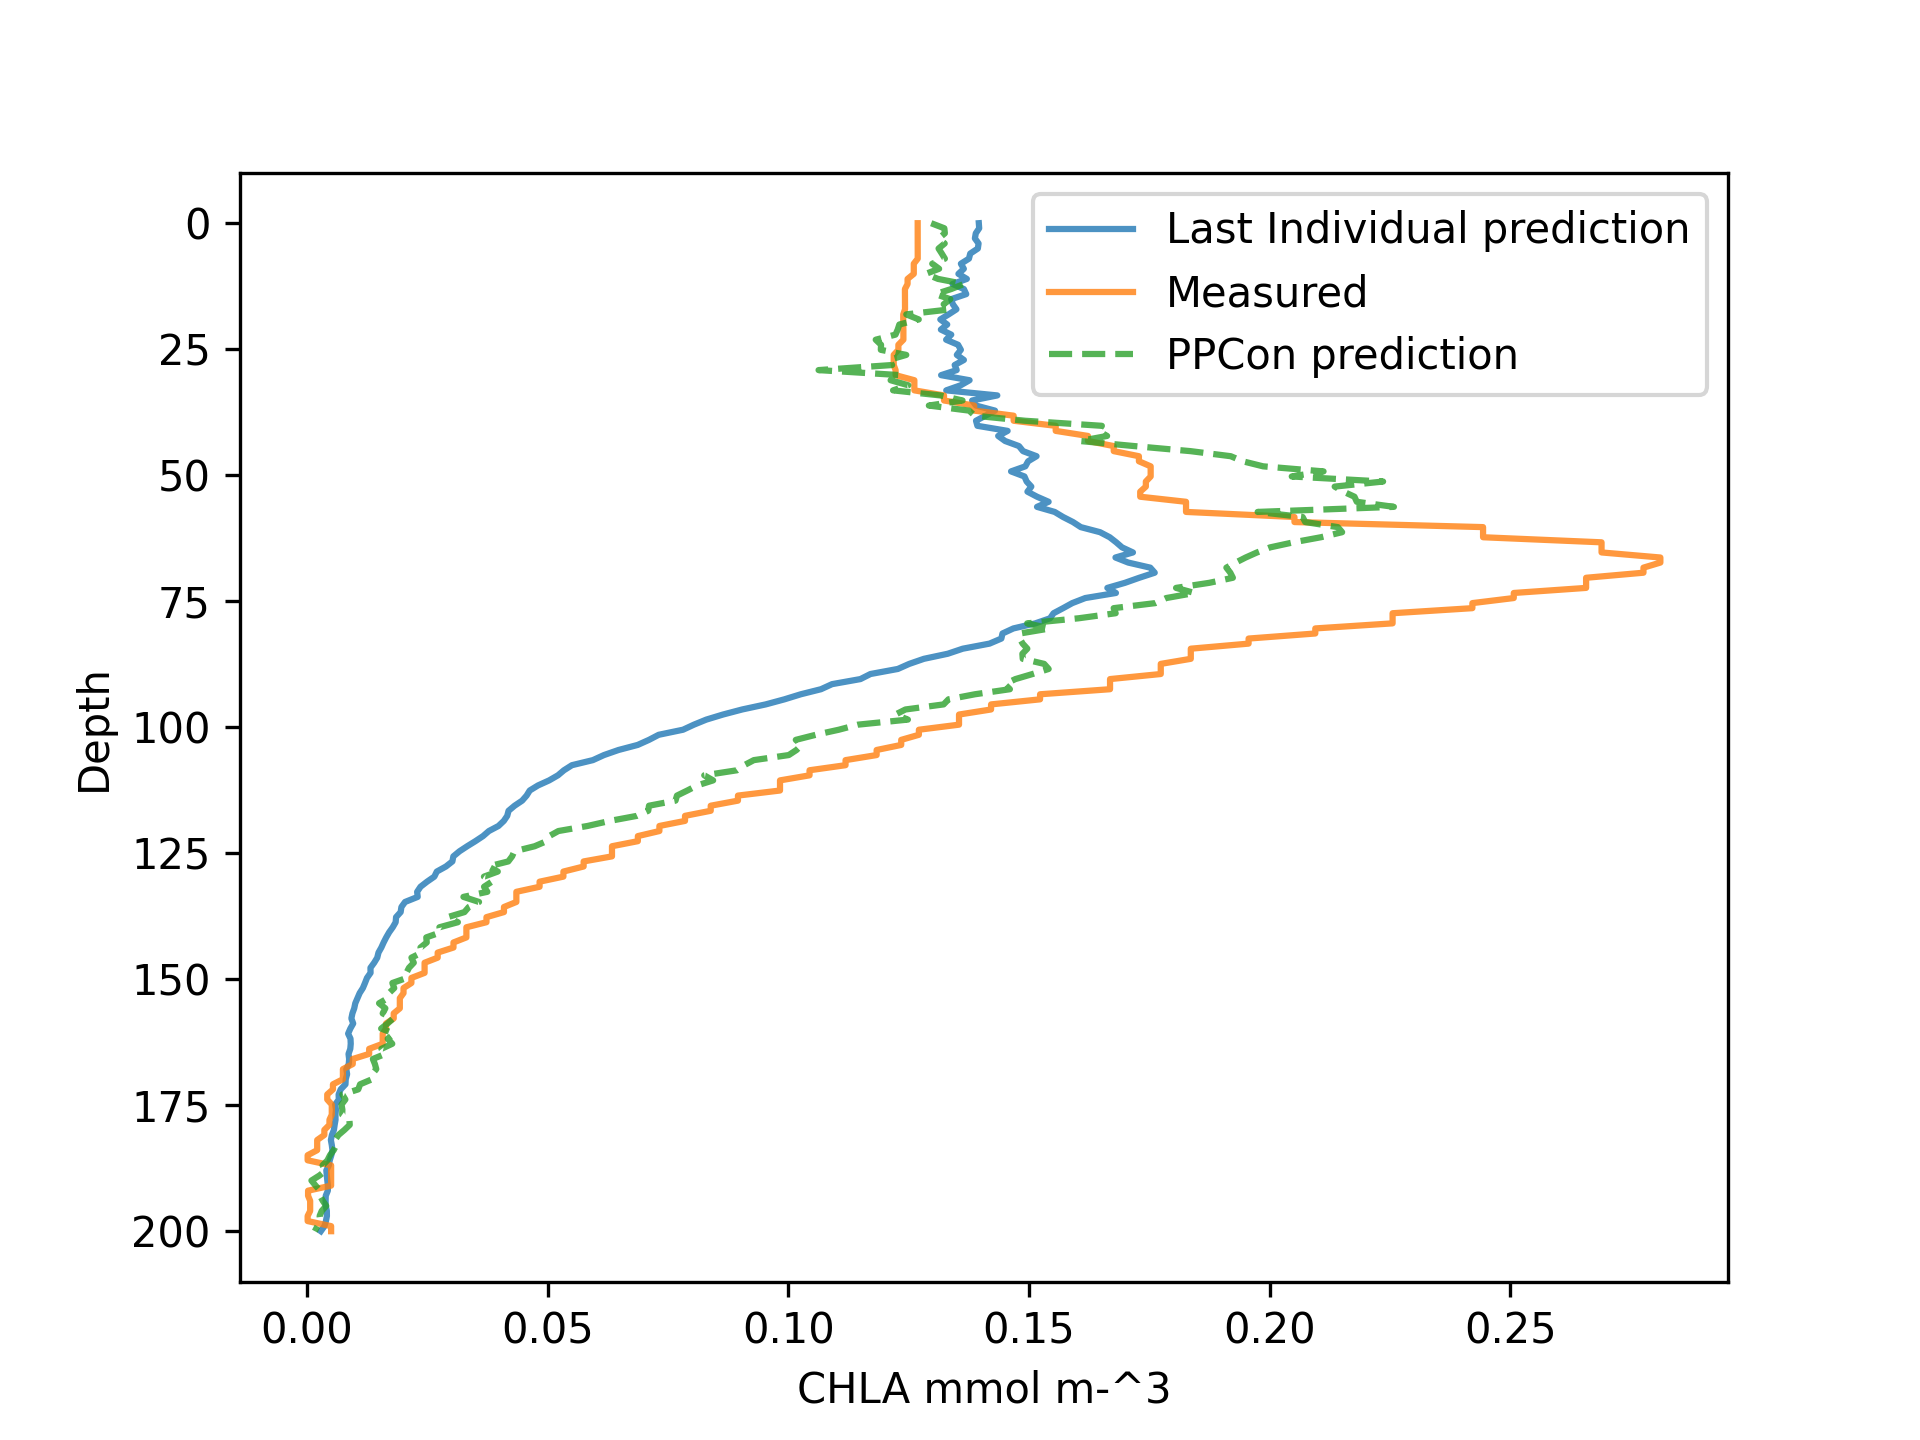 Last Individual prediction
Measured
PPCon prediction
0
25
50
75
100
125
150
175
200
Depth
0.00 0.05 0.10 0.15 0.20 0.25
CHLA mmol m-^3